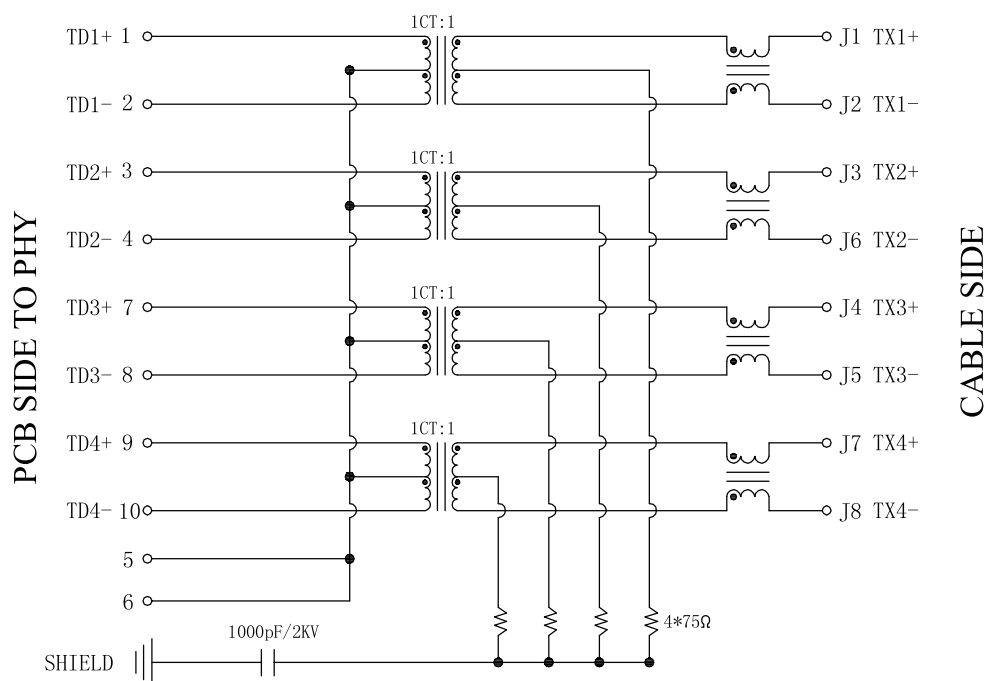 1CT:1
TD1+ 1
J1 TX1+
TD1- 2
J2 TX1-
1CT:1
TD2+ 3
J3 TX2+
TD2- 4
J6 TX2-
PCB SIDE TO PHY
CABLE SIDE
1CT:1
TD3+ 7
J4 TX3+
TD3- 8
J5 TX3-
1CT:1
TD4+ 9
J7 TX4+
TD4- 10
J8 TX4-
5
6
4*75Ω
1000pF/2KV
SHIELD